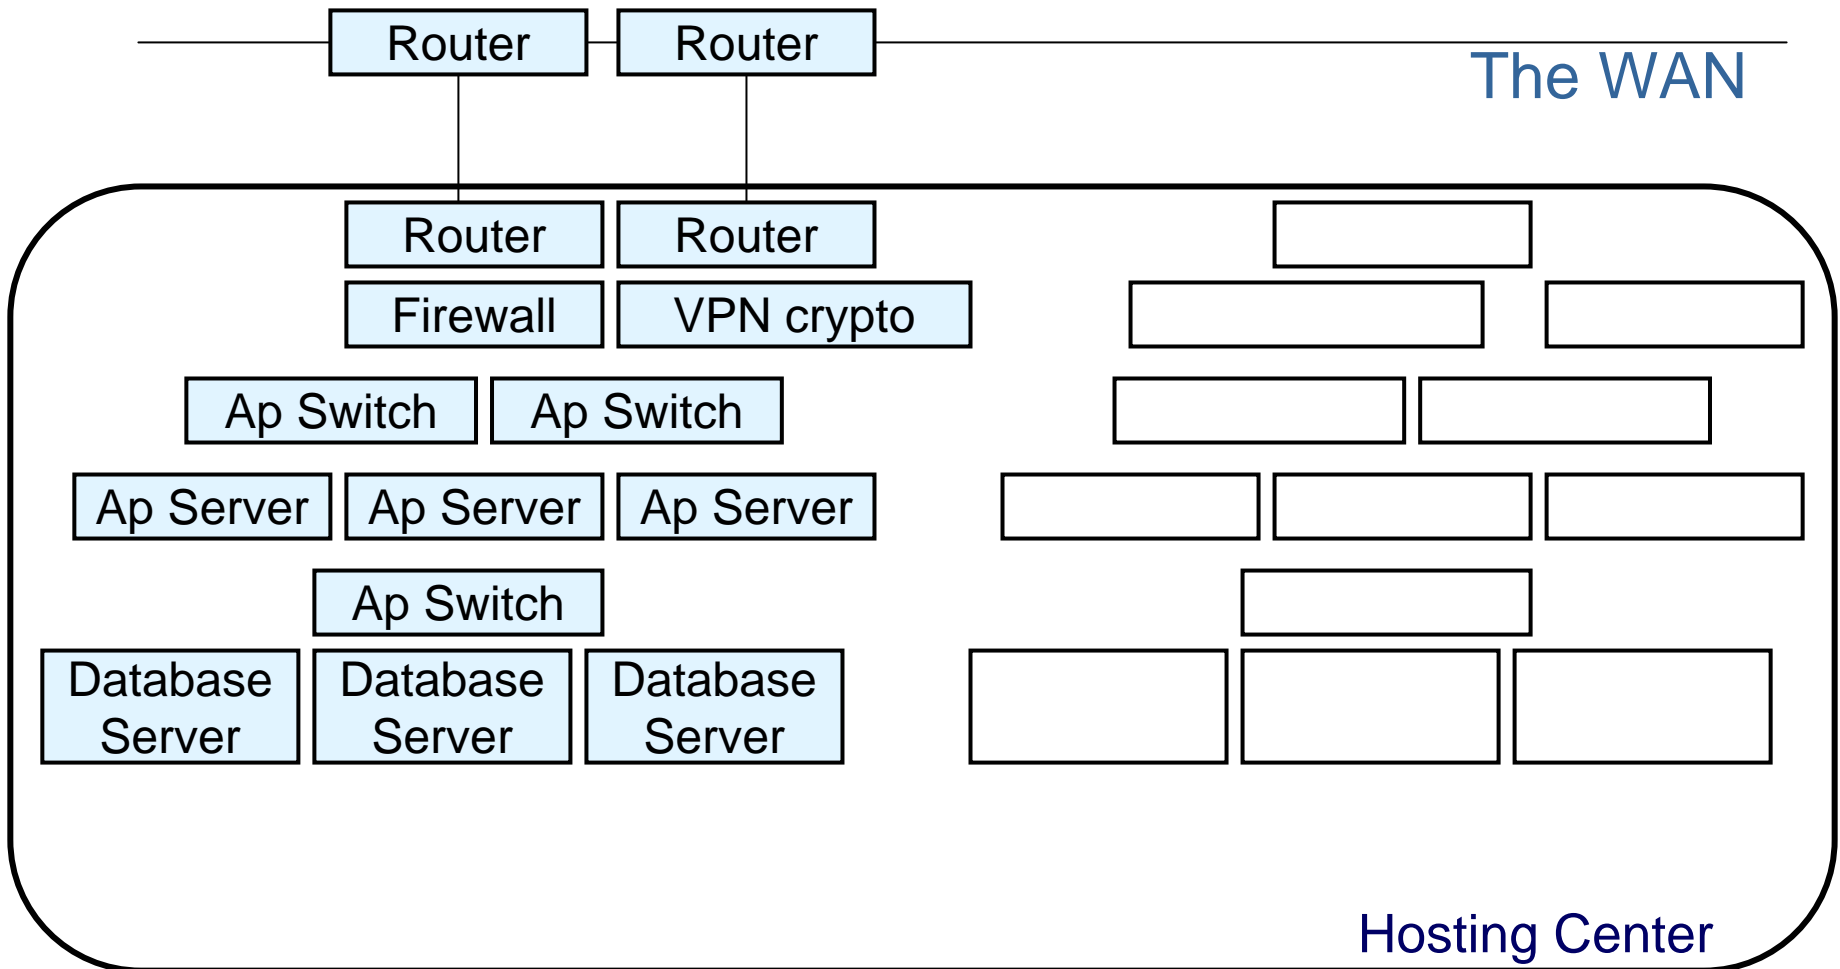 Router Router
The WAN
Router Router
Firewall VPN crypto
Ap Switch Ap Switch
Ap Server Ap Server Ap Server
Ap Switch
Database Database Database
Server Server Server
Hosting Center